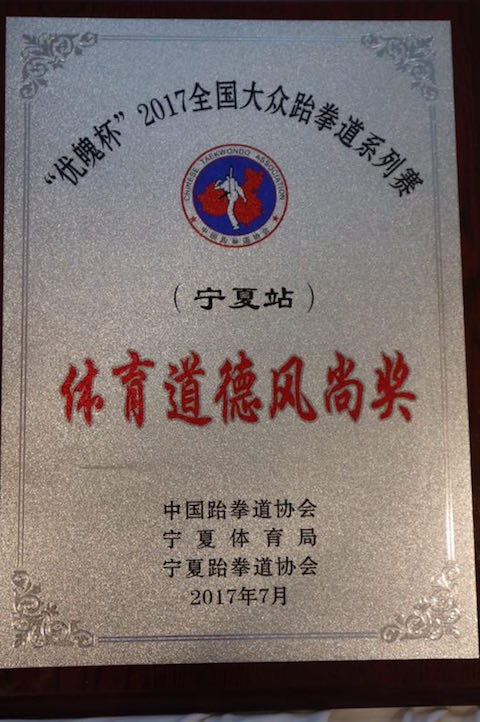 “优魄杯”2017全国大众跆拳道系列赛
CHINESE TAEKWONDO ASSOCIATION
中国跆拳道协会
（宁夏站）
体育道德风尚奖
中国跆拳道协会
宁夏体育局
宁夏跆拳道协会
2017年7月